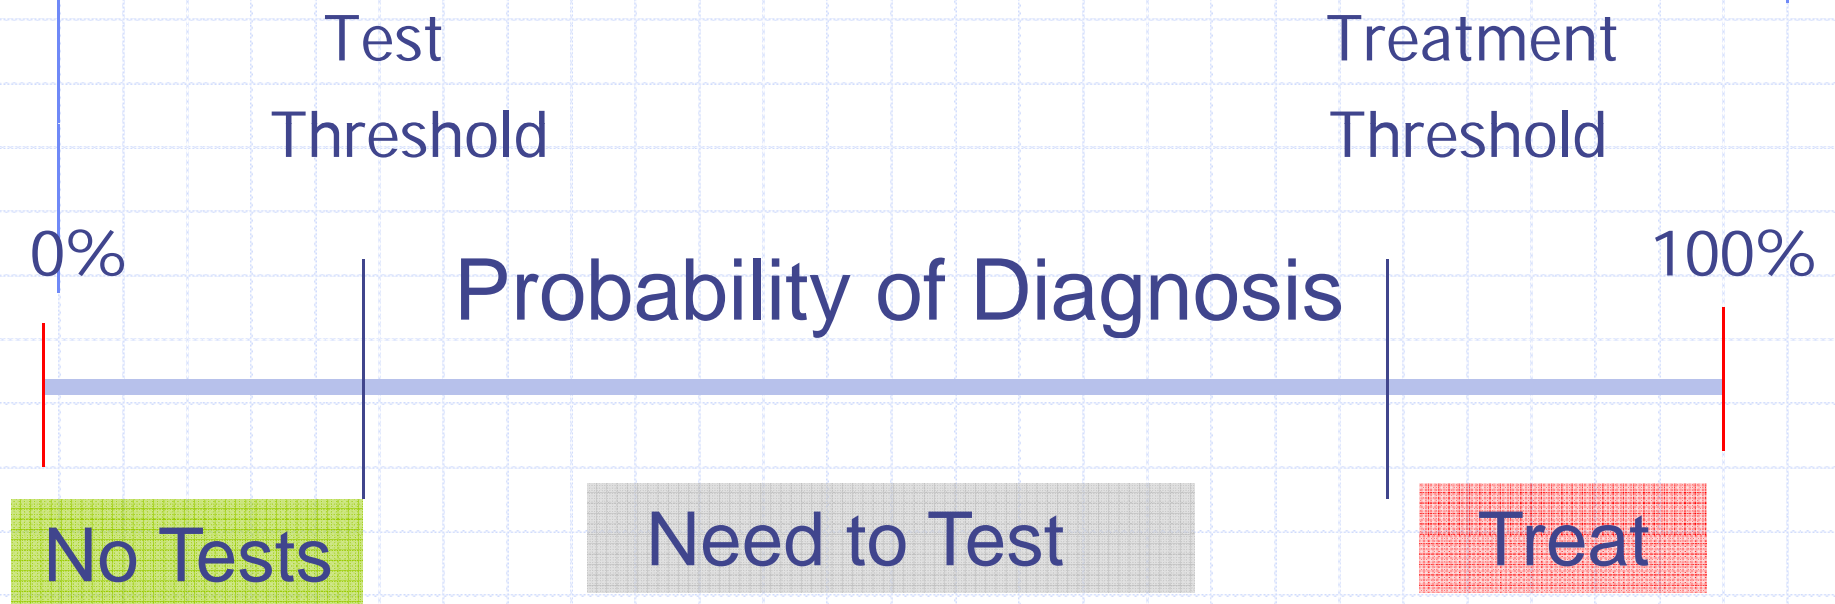 Test
Threshold
Treatment
Threshold
0%
Probability of Diagnosis
100%
No Tests
Need to Test
Treat